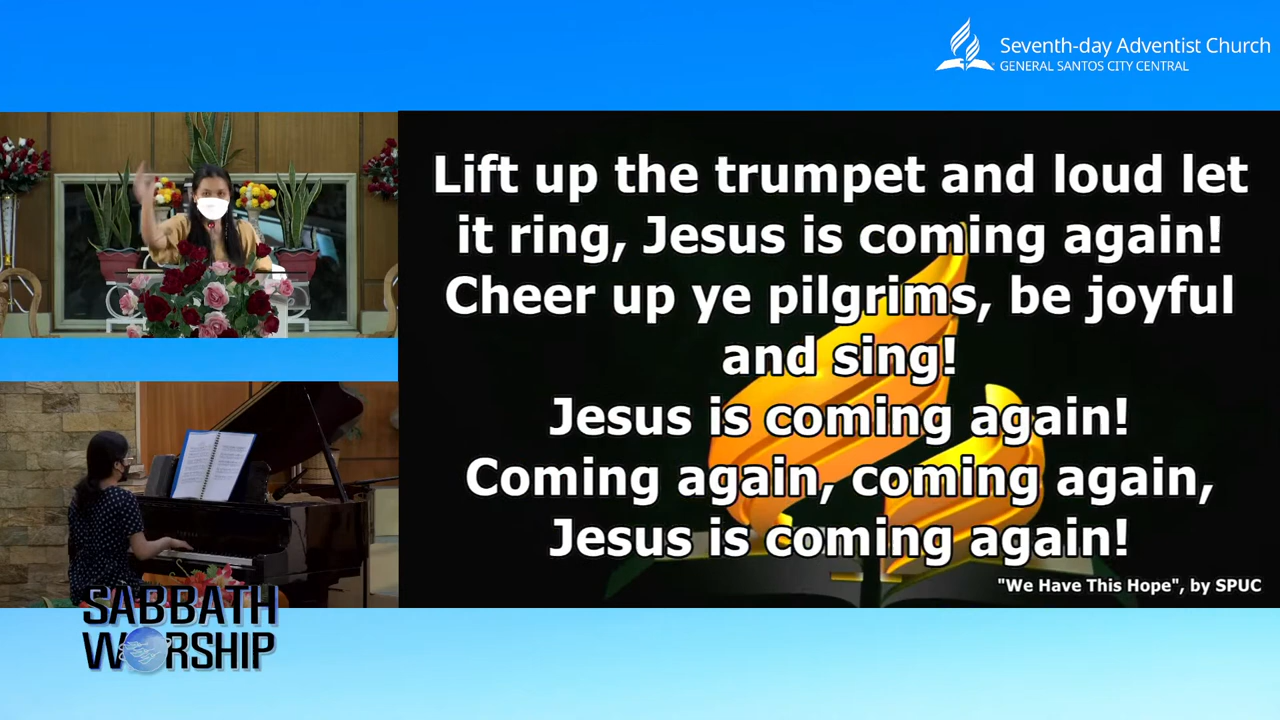 Seventh-day Adventist Church
GENERAL SANTOS CITY CENTRAL
Lift up the trumpet and loud let
it ring, Jesus is coming again!
Cheer up ye pilgrims, be joyful
and sing!
Jesus is coming again!
Coming again, coming again,
Jesus is coming again!
"We Have This Hope", by SPUC
SABBATH
WORSHIP